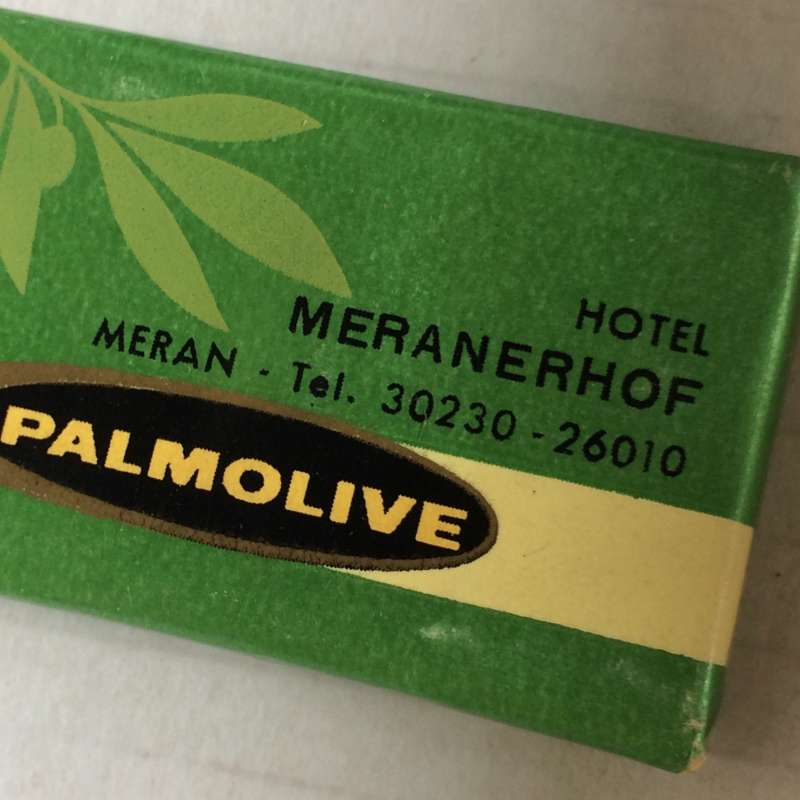 HOTEL
MERANERHOF
MERAN - Tel. 30230 - 26010
PALMOLIVE